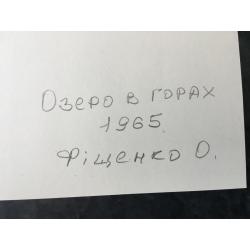 Озеро в горах
1965.
Фіщенко О.